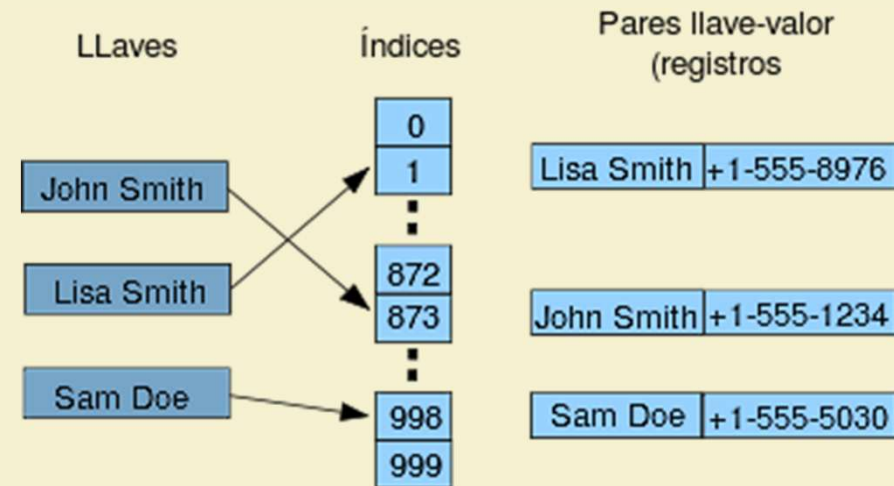 LLaves
Índices
Pares llave-valor
(registros
John Smith
Lisa Smith
Sam Doe
0
1
872
873
998
999
Lisa Smith +1-555-8976
John Smith +1-555-1234
Sam Doe +1-555-5030